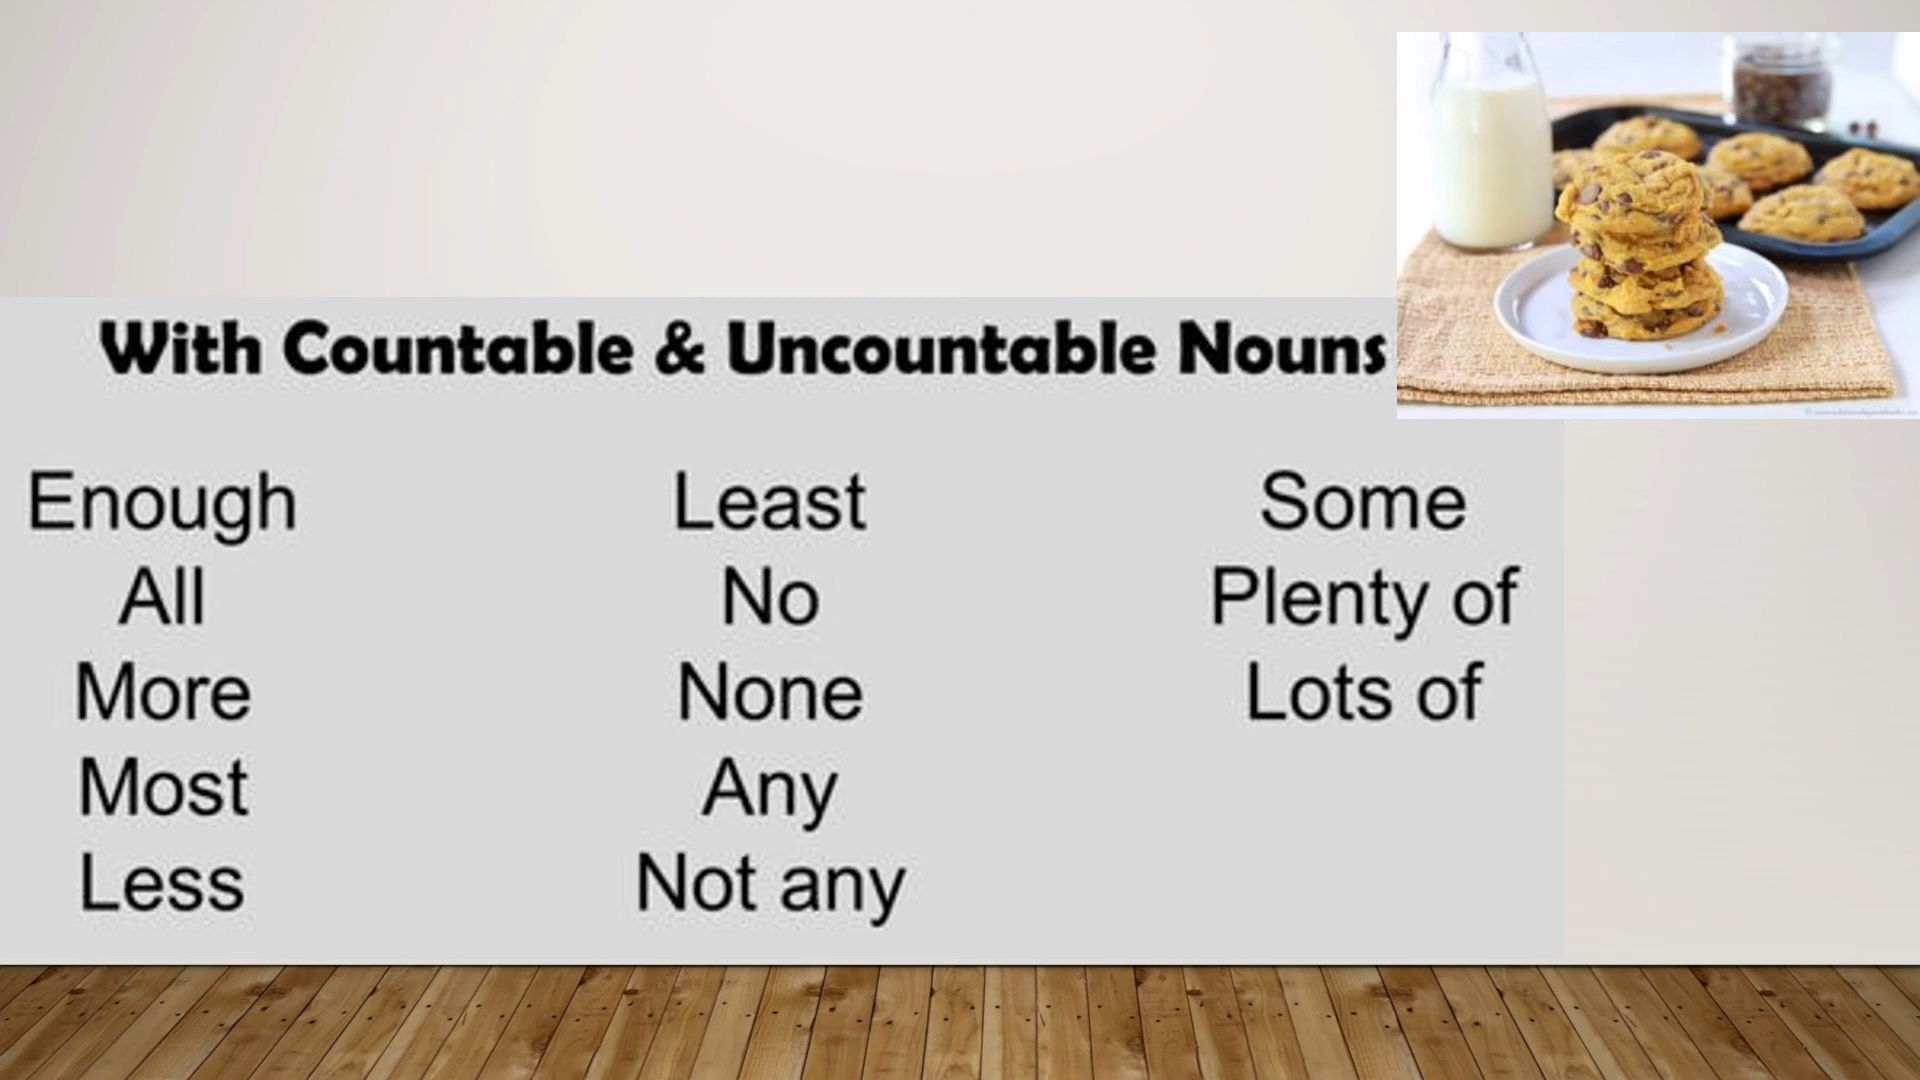 With Countable & Uncountable Nouns
Enough
All
More
Most
Less
Least
No
None
Any
Not any
Some
Plenty of
Lots of